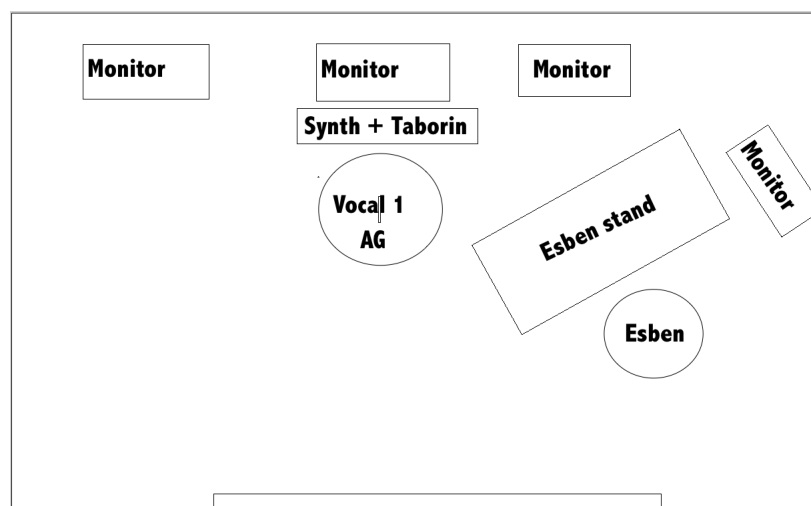 Monitor
Monitor
Monitor
Synth + Taborin
Monitor
Vocal 1
AG
Esben stand
Esben